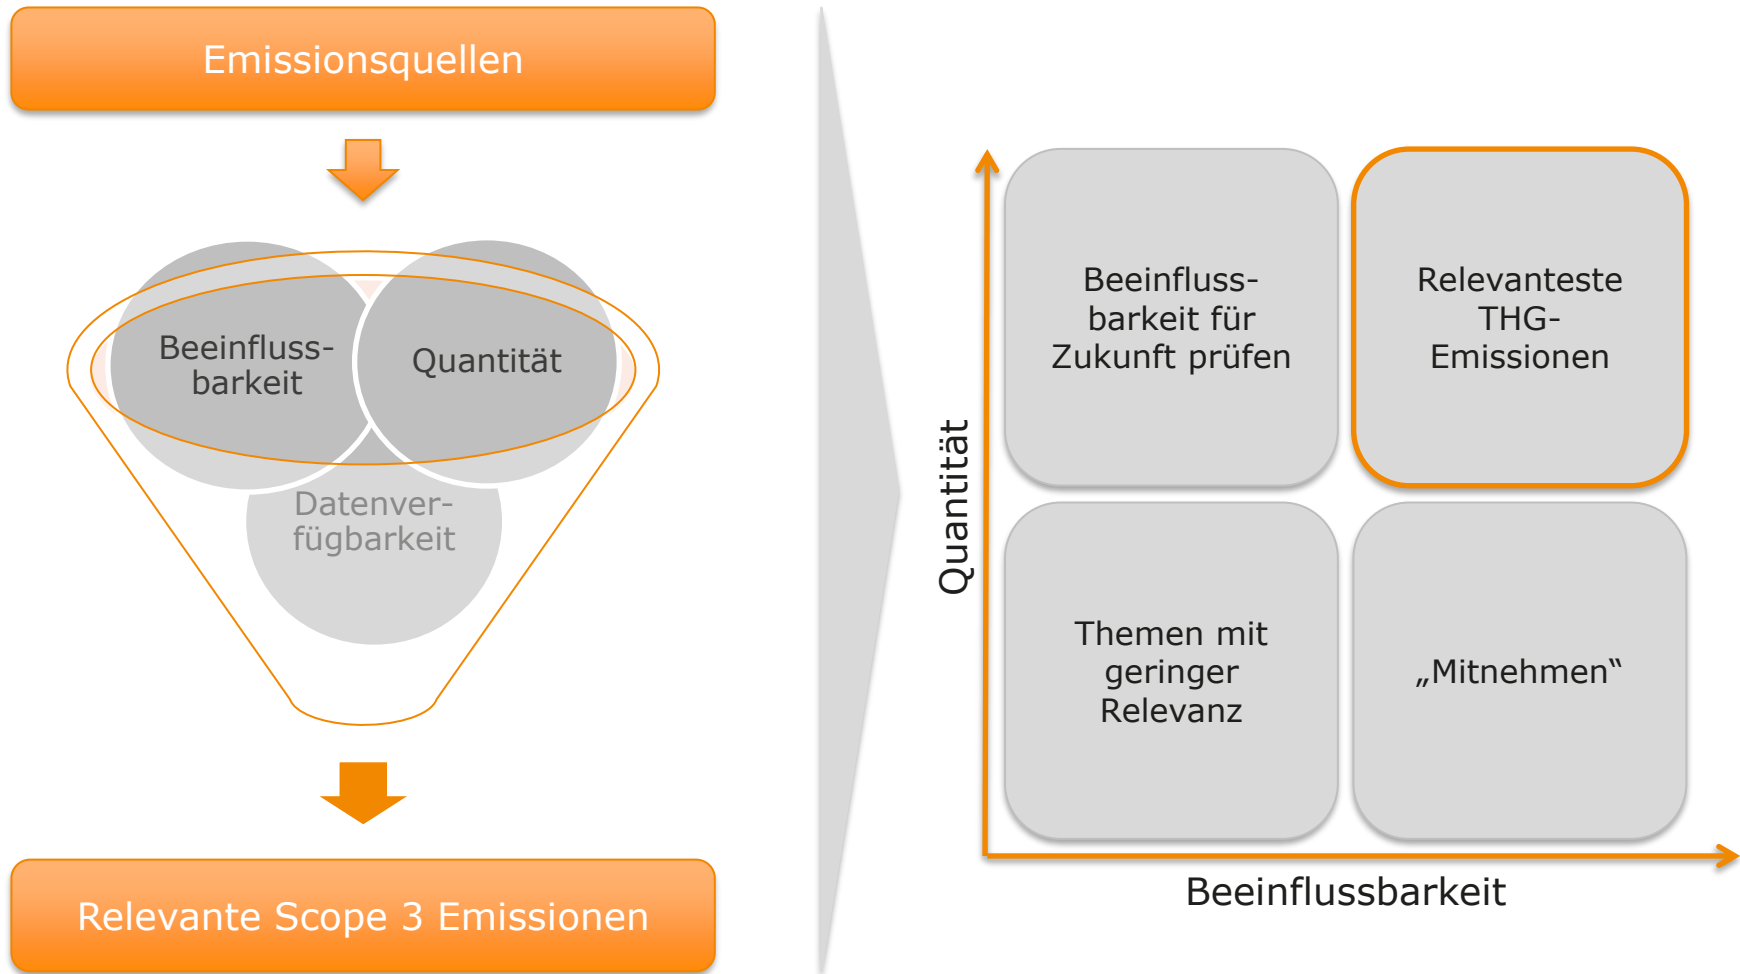 Emissionsquellen
Beeinfluss-
barkeit
Quantität
Datenver-
fügbarkeit
Relevante Scope 3 Emissionen
Quantität
Beeinfluss-
barkeit für
Zukunft prüfen
Relevanteste
THG-
Emissionen
Themen mit
geringer
Relevanz
„Mitnehmen“
Beeinflussbarkeit